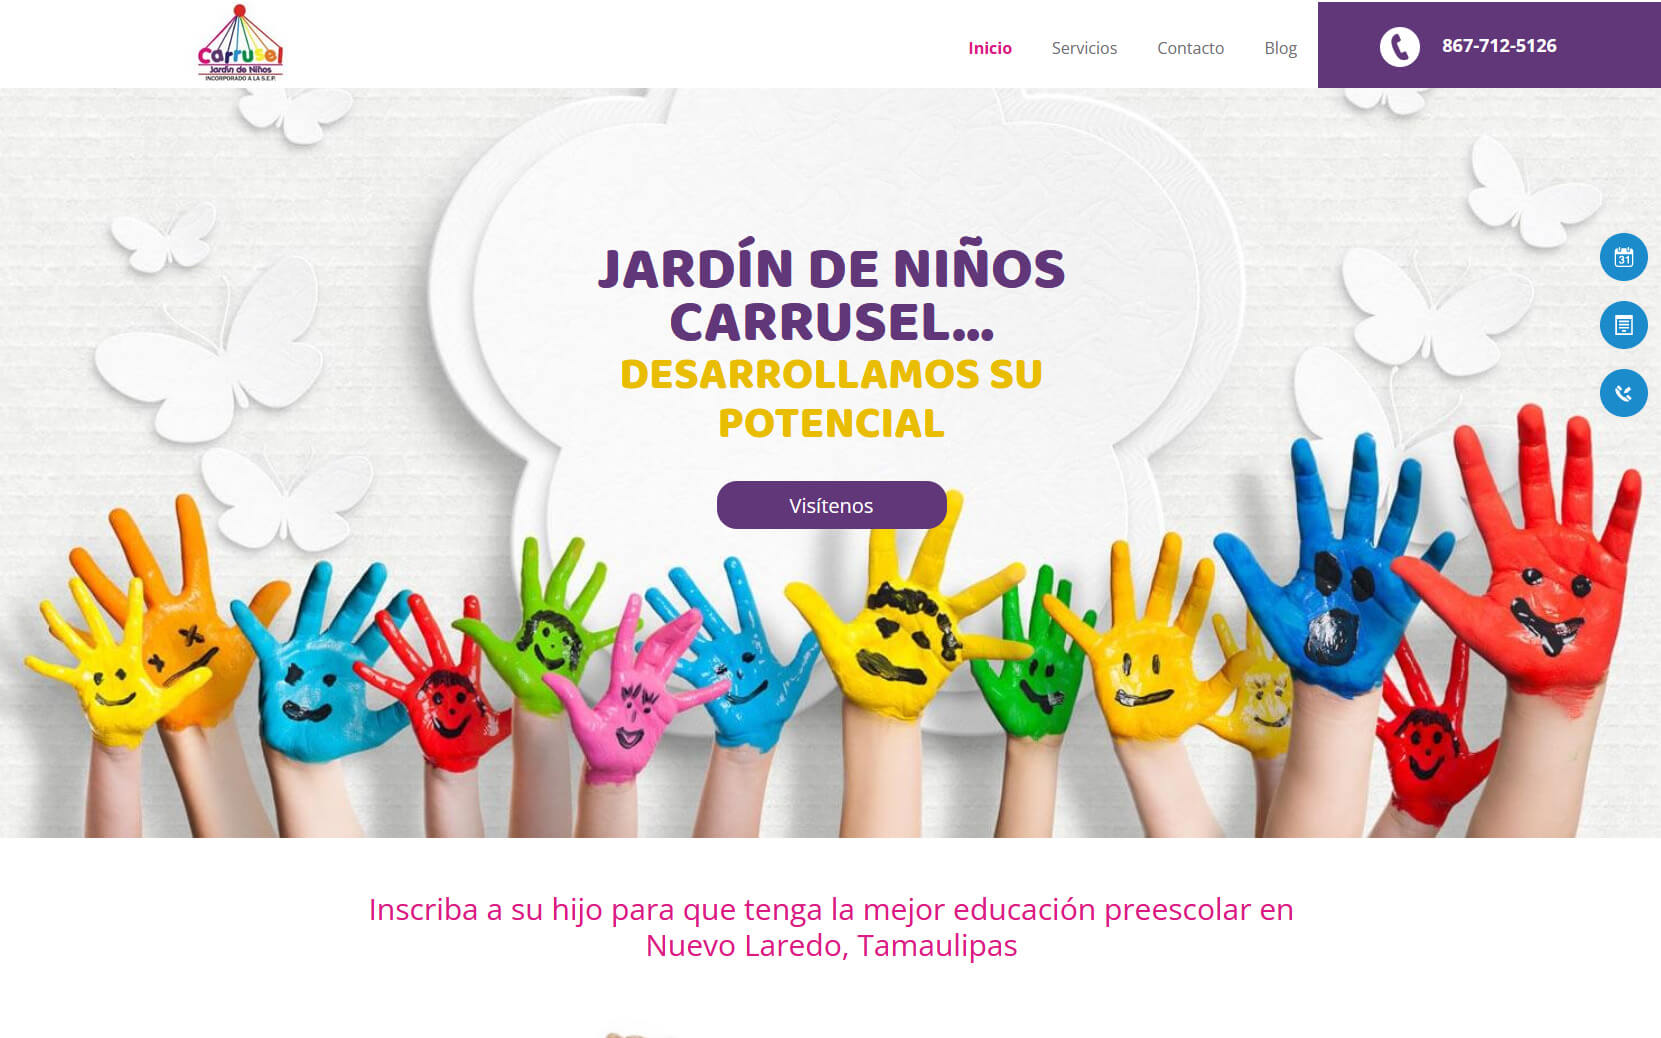 Carrusel
Jardín de Niños
INCORPORADO A LA S.E.P.
Inicio
Servicios
Contacto
Blog
867-712-5126
JARDÍN DE NIÑOS
CARRUSEL...
DESARROLLAMOS SU
POTENCIAL
Visítenos
31
Inscriba a su hijo para que tenga la mejor educación preescolar en
Nuevo Laredo, Tamaulipas